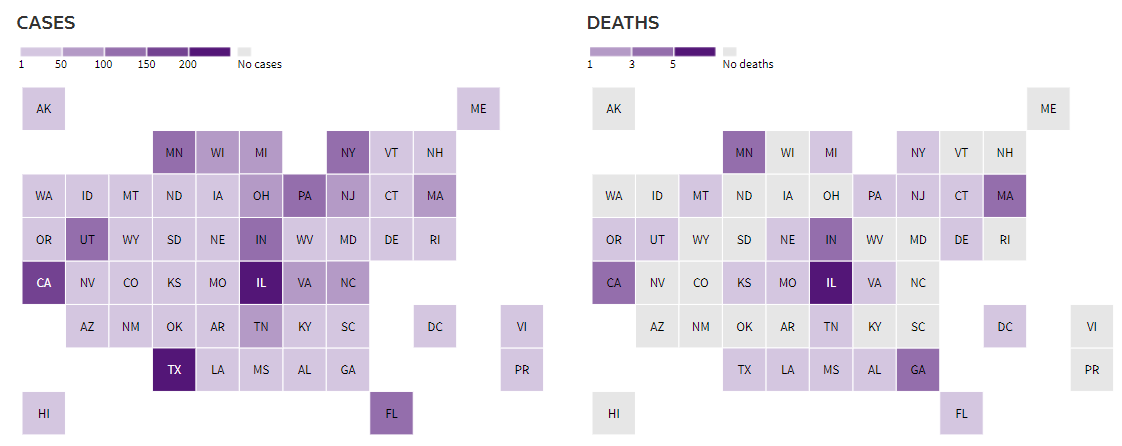 CASES DEATHS
1 50 100 150 200 No cases 1 3 5 No deaths
AK ME AK ME
MN WI MI NY VT NH MN WI MI NY VT NH
WA ID MT ND IA OH PA NJ CT MA WA ID MT ND IA OH PA NJ CT MA
OR UT WY SD NE IN WV MD DE RI OR UT WY SD NE IN WV MD DE RI
CA NV CO KS MO IL VA NC CA NV CO KS MO IL VA NC
AZ NM OK AR TN KY SC DC VI AZ NM OK AR TN KY SC DC VI
TX LA MS AL GA PR TX LA MS AL GA PR
HI FL HI FL